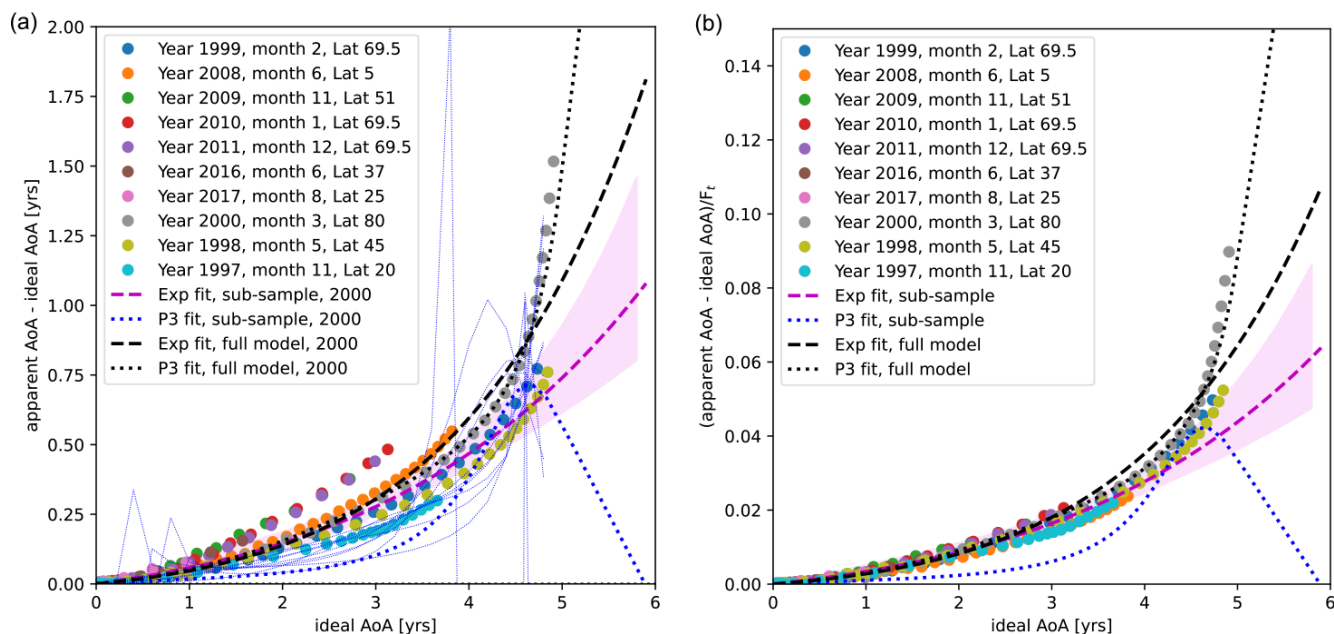 (a)
2.00
1.75
1.50
1.25
1.00
0.75
0.50
0.25
0.00
apparent AoA - ideal AoA [yrs]
Year 1999, month 2, Lat 69.5
Year 2008, month 6, Lat 5
Year 2009, month 11, Lat 51
Year 2010, month 1, Lat 69.5
Year 2011, month 12, Lat 69.5
Year 2016, month 6, Lat 37
Year 2017, month 8, Lat 25
Year 2000, month 3, Lat 80
Year 1998, month 5, Lat 45
Year 1997, month 11, Lat 20
Exp fit, sub-sample, 2000
P3 fit, sub-sample, 2000
Exp fit, full model, 2000
P3 fit, full model, 2000
0 1 2 3 4 5 6
ideal AoA [yrs]
(b)
0.14
0.12
0.10
0.08
0.06
0.04
0.02
0.00
(apparent AoA - ideal AoA)/Fₜ
Year 1999, month 2, Lat 69.5
Year 2008, month 6, Lat 5
Year 2009, month 11, Lat 51
Year 2010, month 1, Lat 69.5
Year 2011, month 12, Lat 69.5
Year 2016, month 6, Lat 37
Year 2017, month 8, Lat 25
Year 2000, month 3, Lat 80
Year 1998, month 5, Lat 45
Year 1997, month 11, Lat 20
Exp fit, sub-sample
P3 fit, sub-sample
Exp fit, full model
P3 fit, full model
0 1 2 3 4 5 6
ideal AoA [yrs]